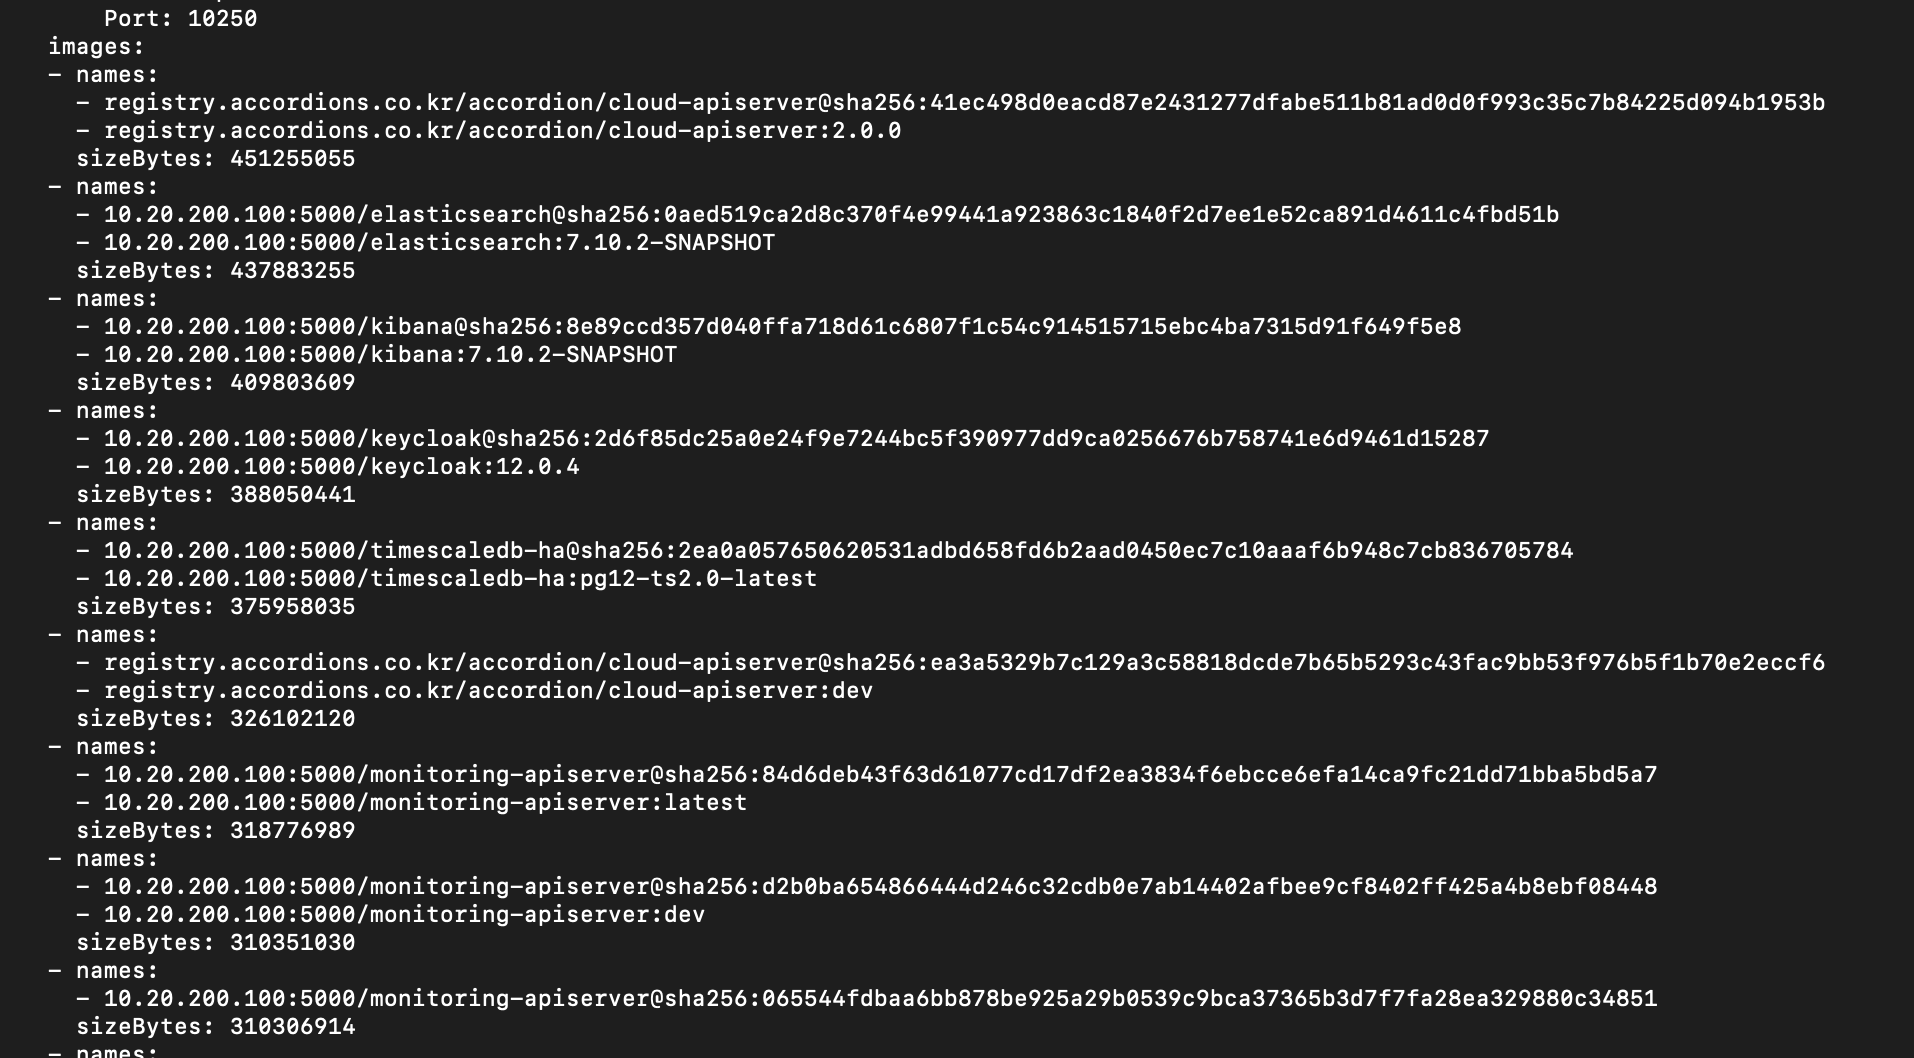 Port: 10250
images:
- names:
- registry.accordions.co.kr/accordion/cloud-apiserver@sha256:41ec498d0eacd87e2431277dfabe511b81ad0d0f993c35c7b84225d094b1953b
- registry.accordions.co.kr/accordion/cloud-apiserver:2.0.0
sizeBytes: 451255055
- names:
- 10.20.200.100:5000/elasticsearch@sha256:0aed519ca2d8c370f4e99441a923863c1840f2d7ee1e52ca891d4611c4fbd51b
- 10.20.200.100:5000/elasticsearch:7.10.2-SNAPSHOT
sizeBytes: 437883255
- names:
- 10.20.200.100:5000/kibana@sha256:8e89ccd357d040ffa718d61c6807f1c54c914515715ebc4ba7315d91f649f5e8
- 10.20.200.100:5000/kibana:7.10.2-SNAPSHOT
sizeBytes: 409803609
- names:
- 10.20.200.100:5000/keycloak@sha256:2d6f85dc25a0e24f9e7244bc5f390977dd9ca0256676b758741e6d9461d15287
- 10.20.200.100:5000/keycloak:12.0.4
sizeBytes: 388050441
- names:
- 10.20.200.100:5000/timescaledb-ha@sha256:2ea0a057650620531adbd658fd6b2aad0450ec7c10aaaf6b948c7cb836705784
- 10.20.200.100:5000/timescaledb-ha:pg12-ts2.0-latest
sizeBytes: 375958035
- names:
- registry.accordions.co.kr/accordion/cloud-apiserver@sha256:ea3a5329b7c129a3c58818dcde7b65b5293c43fac9bb53f976b5f1b70e2eccf6
- registry.accordions.co.kr/accordion/cloud-apiserver:dev
sizeBytes: 326102120
- names:
- 10.20.200.100:5000/monitoring-apiserver@sha256:84d6deb43f63d61077cd17df2ea3834f6ebcce6efa14ca9fc21dd71bba5bd5a7
- 10.20.200.100:5000/monitoring-apiserver:latest
sizeBytes: 318776989
- names:
- 10.20.200.100:5000/monitoring-apiserver@sha256:d2b0ba654866444d246c32cdb0e7ab14402afbee9cf8402ff425a4b8ebf08448
- 10.20.200.100:5000/monitoring-apiserver:dev
sizeBytes: 310351030
- names:
- 10.20.200.100:5000/monitoring-apiserver@sha256:065544fdbaa6bb878be925a29b0539c9bca37365b3d7f7fa28ea329880c34851
sizeBytes: 310306914
- names: